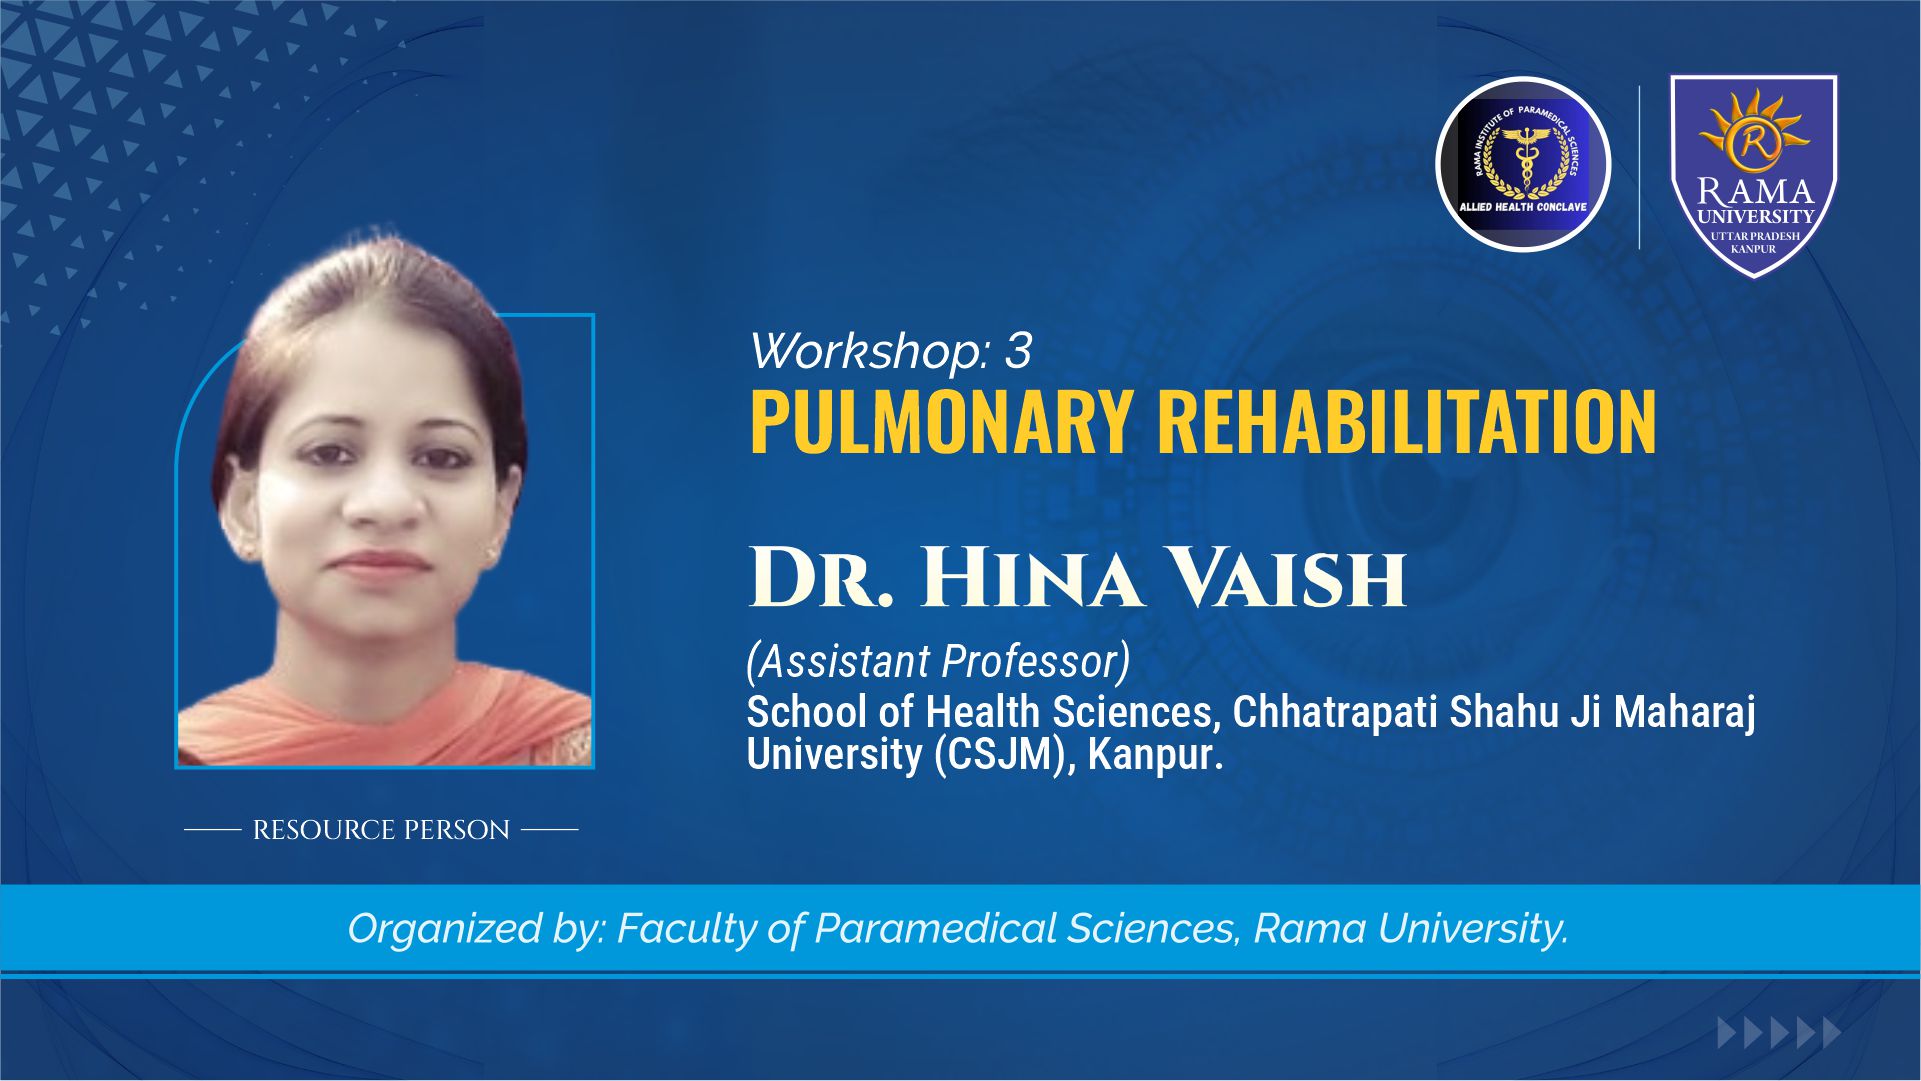 RAMA INSTITUTE OF PARAMEDICAL SCIENCES
ALLIED HEALTH CONCLAVE
R
RAMA
UNIVERSITY
UTTAR PRADESH
KANPUR
Workshop: 3
PULMONARY REHABILITATION
DR. HINA VAISH
(Assistant Professor)
School of Health Sciences, Chhatrapati Shahu Ji Maharaj
University (CSJM), Kanpur.
RESOURCE PERSON
Organized by: Faculty of Paramedical Sciences, Rama University.